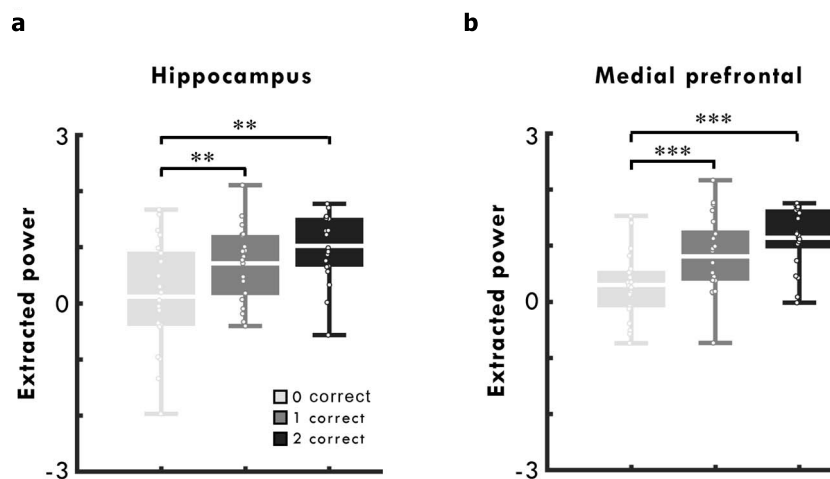 a
Hippocampus
**
**
3
0
-3
Extracted power
0 correct
1 correct
2 correct
b
Medial prefrontal
***
***
3
0
-3
Extracted power